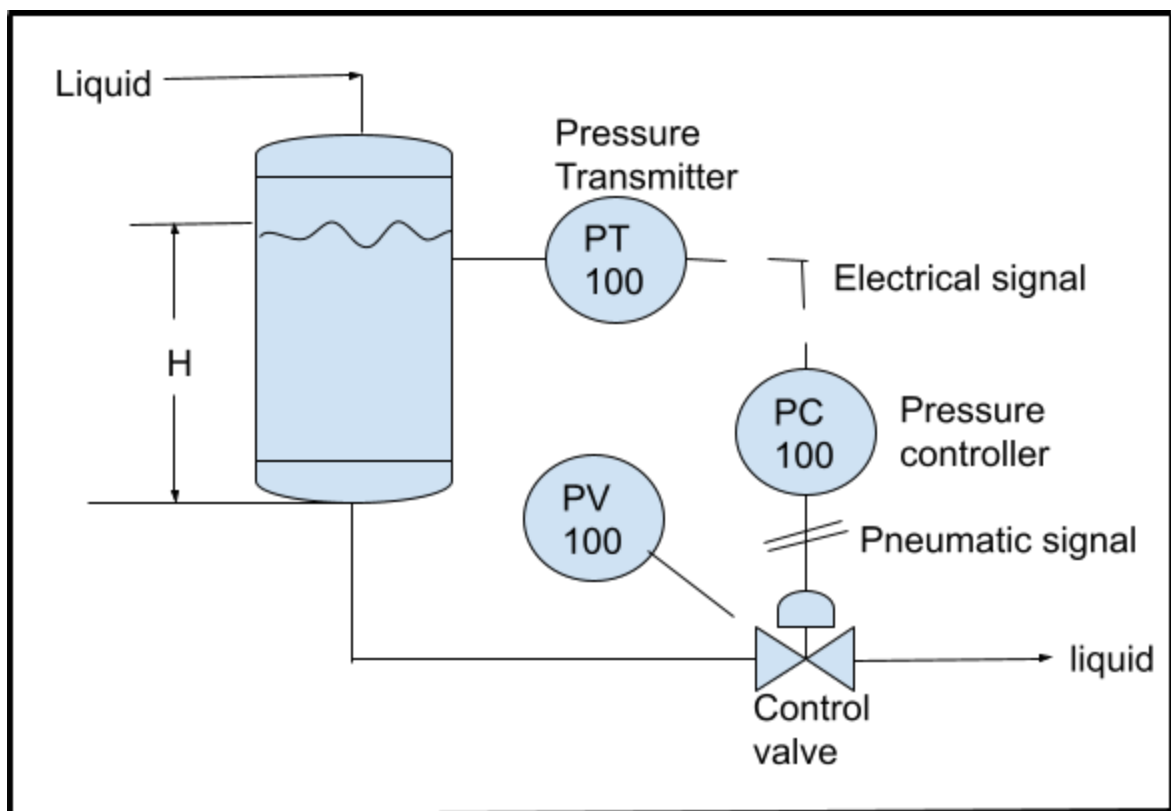 Liquid
Pressure
Transmitter
PT
100
Electrical signal
H
PC
100
Pressure
controller
PV
100
Pneumatic signal
liquid
Control
valve